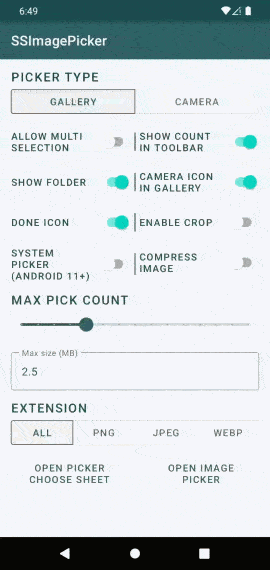 6:49
SSImagePicker
PICKER TYPE
GALLERY
CAMERA
ALLOW MULTI
SELECTION
SHOW COUNT
IN TOOLBAR
SHOW FOLDER
CAMERA ICON
IN GALLERY
DONE ICON
ENABLE CROP
SYSTEM
PICKER
(ANDROID 11+)
COMPRESS
IMAGE
MAX PICK COUNT
Max size (MB)
2.5
EXTENSION
ALL
PNG
JPEG
WEBP
OPEN PICKER
CHOOSE SHEET
OPEN IMAGE
PICKER